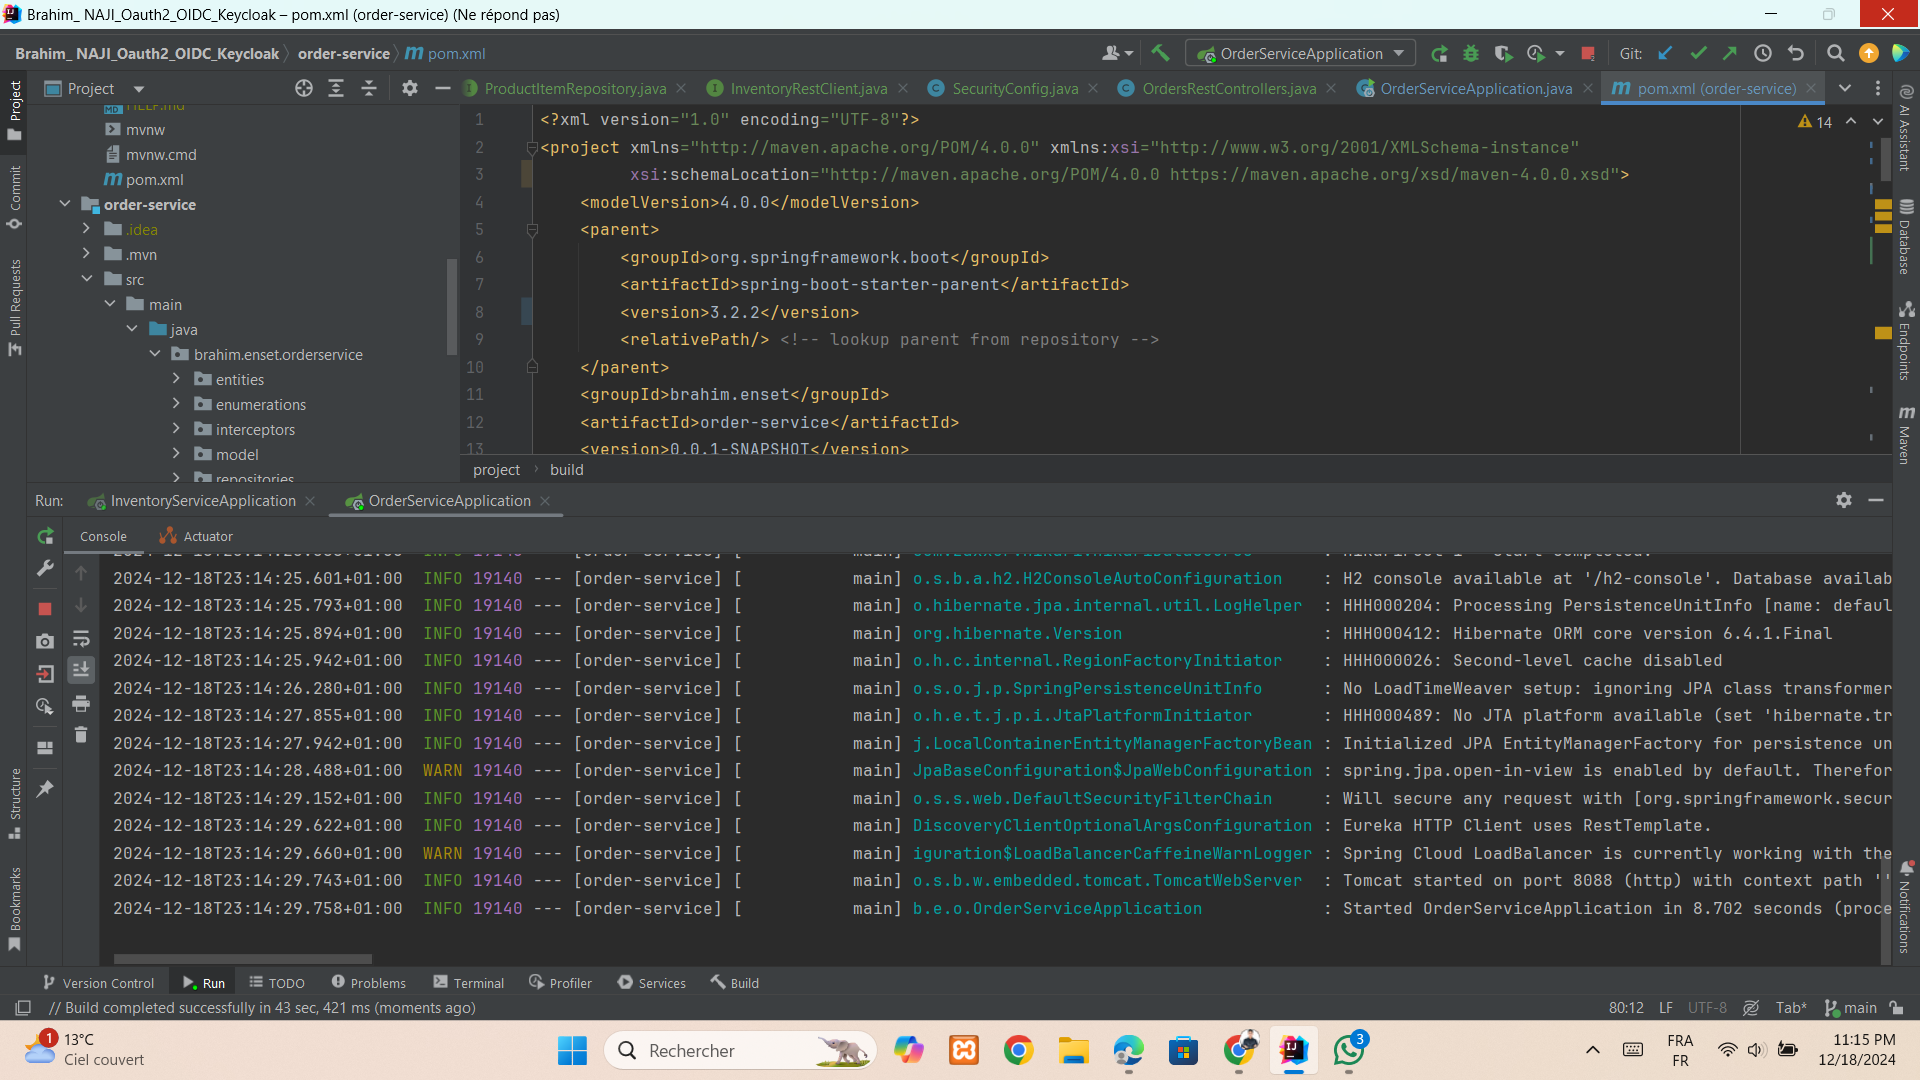 Brahim_ NAJI_Oauth2_OIDC_Keycloak – pom.xml (order-service) (Ne répond pas)
Brahim_ NAJI_Oauth2_OIDC_Keycloak order-service pom.xml
OrderServiceApplication
Git:
Project
ProductItemRepository.java
InventoryRestClient.java
SecurityConfig.java
OrdersRestControllers.java
OrderServiceApplication.java
pom.xml (order-service)
Project
Commit
Pull Requests
Structure
Bookmarks
HELP.md
mvnw
mvnw.cmd
pom.xml
order-service
.idea
.mvn
src
main
java
brahim.enset.orderservice
entities
enumerations
interceptors
model
repositories
14
1 <?xml version="1.0" encoding="UTF-8"?>
2 <project xmlns="http://maven.apache.org/POM/4.0.0" xmlns:xsi="http://www.w3.org/2001/XMLSchema-instance"
3 xsi:schemaLocation="http://maven.apache.org/POM/4.0.0 https://maven.apache.org/xsd/maven-4.0.0.xsd">
4 <modelVersion>4.0.0</modelVersion>
5 <parent>
6 <groupId>org.springframework.boot</groupId>
7 <artifactId>spring-boot-starter-parent</artifactId>
8 <version>3.2.2</version>
9 <relativePath/> <!-- lookup parent from repository -->
10 </parent>
11 <groupId>brahim.enset</groupId>
12 <artifactId>order-service</artifactId>
13 <version>0.0.1-SNAPSHOT</version>
project build
AI Assistant
Database
Endpoints
Maven
Notifications
Run: InventoryServiceApplication OrderServiceApplication
Console Actuator
2024-12-18T23:14:25.601+01:00 INFO 19140 --- [order-service] [ main] o.s.b.a.h2.H2ConsoleAutoConfiguration : H2 console available at '/h2-console'. Database availab
2024-12-18T23:14:25.793+01:00 INFO 19140 --- [order-service] [ main] o.hibernate.jpa.internal.util.LogHelper : HHH000204: Processing PersistenceUnitInfo [name: defaul
2024-12-18T23:14:25.894+01:00 INFO 19140 --- [order-service] [ main] org.hibernate.Version : HHH000412: Hibernate ORM core version 6.4.1.Final
2024-12-18T23:14:25.942+01:00 INFO 19140 --- [order-service] [ main] o.h.c.internal.RegionFactoryInitiator : HHH000026: Second-level cache disabled
2024-12-18T23:14:26.280+01:00 INFO 19140 --- [order-service] [ main] o.s.o.j.p.SpringPersistenceUnitInfo : No LoadTimeWeaver setup: ignoring JPA class transformer
2024-12-18T23:14:27.855+01:00 INFO 19140 --- [order-service] [ main] o.h.e.t.j.p.i.JtaPlatformInitiator : HHH000489: No JTA platform available (set 'hibernate.tr
2024-12-18T23:14:27.942+01:00 INFO 19140 --- [order-service] [ main] j.LocalContainerEntityManagerFactoryBean : Initialized JPA EntityManagerFactory for persistence un
2024-12-18T23:14:28.488+01:00 WARN 19140 --- [order-service] [ main] JpaBaseConfiguration$JpaWebConfiguration : spring.jpa.open-in-view is enabled by default. Therefor
2024-12-18T23:14:29.152+01:00 INFO 19140 --- [order-service] [ main] o.s.s.web.DefaultSecurityFilterChain : Will secure any request with [org.springframework.secur
2024-12-18T23:14:29.622+01:00 INFO 19140 --- [order-service] [ main] DiscoveryClientOptionalArgsConfiguration : Eureka HTTP Client uses RestTemplate.
2024-12-18T23:14:29.660+01:00 WARN 19140 --- [order-service] [ main] iguration$LoadBalancerCaffeineWarnLogger : Spring Cloud LoadBalancer is currently working with the
2024-12-18T23:14:29.743+01:00 INFO 19140 --- [order-service] [ main] o.s.b.w.embedded.tomcat.TomcatWebServer : Tomcat started on port 8088 (http) with context path ''
2024-12-18T23:14:29.758+01:00 INFO 19140 --- [order-service] [ main] b.e.o.OrderServiceApplication : Started OrderServiceApplication in 8.702 seconds (proce
Version Control Run TODO Problems Terminal Profiler Services Build
// Build completed successfully in 43 sec, 421 ms (moments ago)
80:12 LF UTF-8 Tab* main
1
13°C
Ciel couvert
Rechercher
3
FRA
FR
11:15 PM
12/18/2024